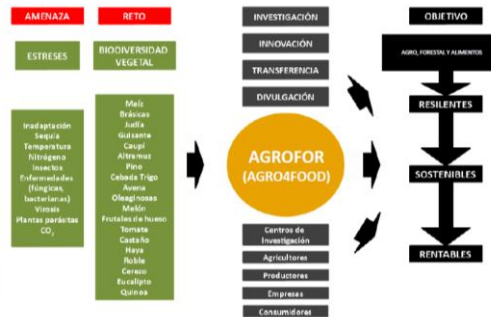 AMENAZA
RETO
ESTRESES
BIODIVERSIDAD
VEGETAL
Inadaptación
Sequía
Temperatura
Nitrógeno
Insectos
Enfermedades
(fúngicas,
bacterianas)
Virosis
Plantas parásitas
CO2
Maíz
Brásicas
Judía
Guisante
Caupí
Altramuz
Pino
Cebada Trigo
Avena
Oleaginosas
Melón
Frutales de hueso
Tomate
Castaño
Haya
Roble
Cerezo
Eucalipto
Quinoa
INVESTIGACIÓN
INNOVACIÓN
TRANSFERENCIA
DIVULGACIÓN
AGROFOR
(AGRO4FOOD)
Centros de
Investigación
Agricultores
Productores
Empresas
Consumidores
OBJETIVO
AGRO, FORESTAL Y ALIMENTOS
RESILENTES
SOSTENIBLES
RENTABLES